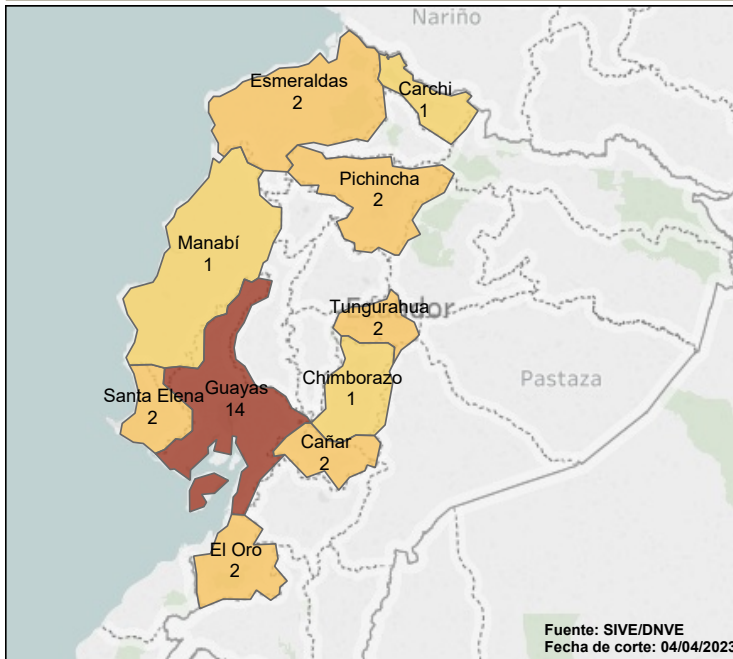 Nariño
Esmeraldas
2
Carchi
1
Pichincha
2
Manabí
1
Tungurahua
2
Santa Elena
2
Guayas
14
Chimborazo
1
Pastaza
Cañar
2
El Oro
2
Fuente: SIVE/DNVE
Fecha de corte: 04/04/2023